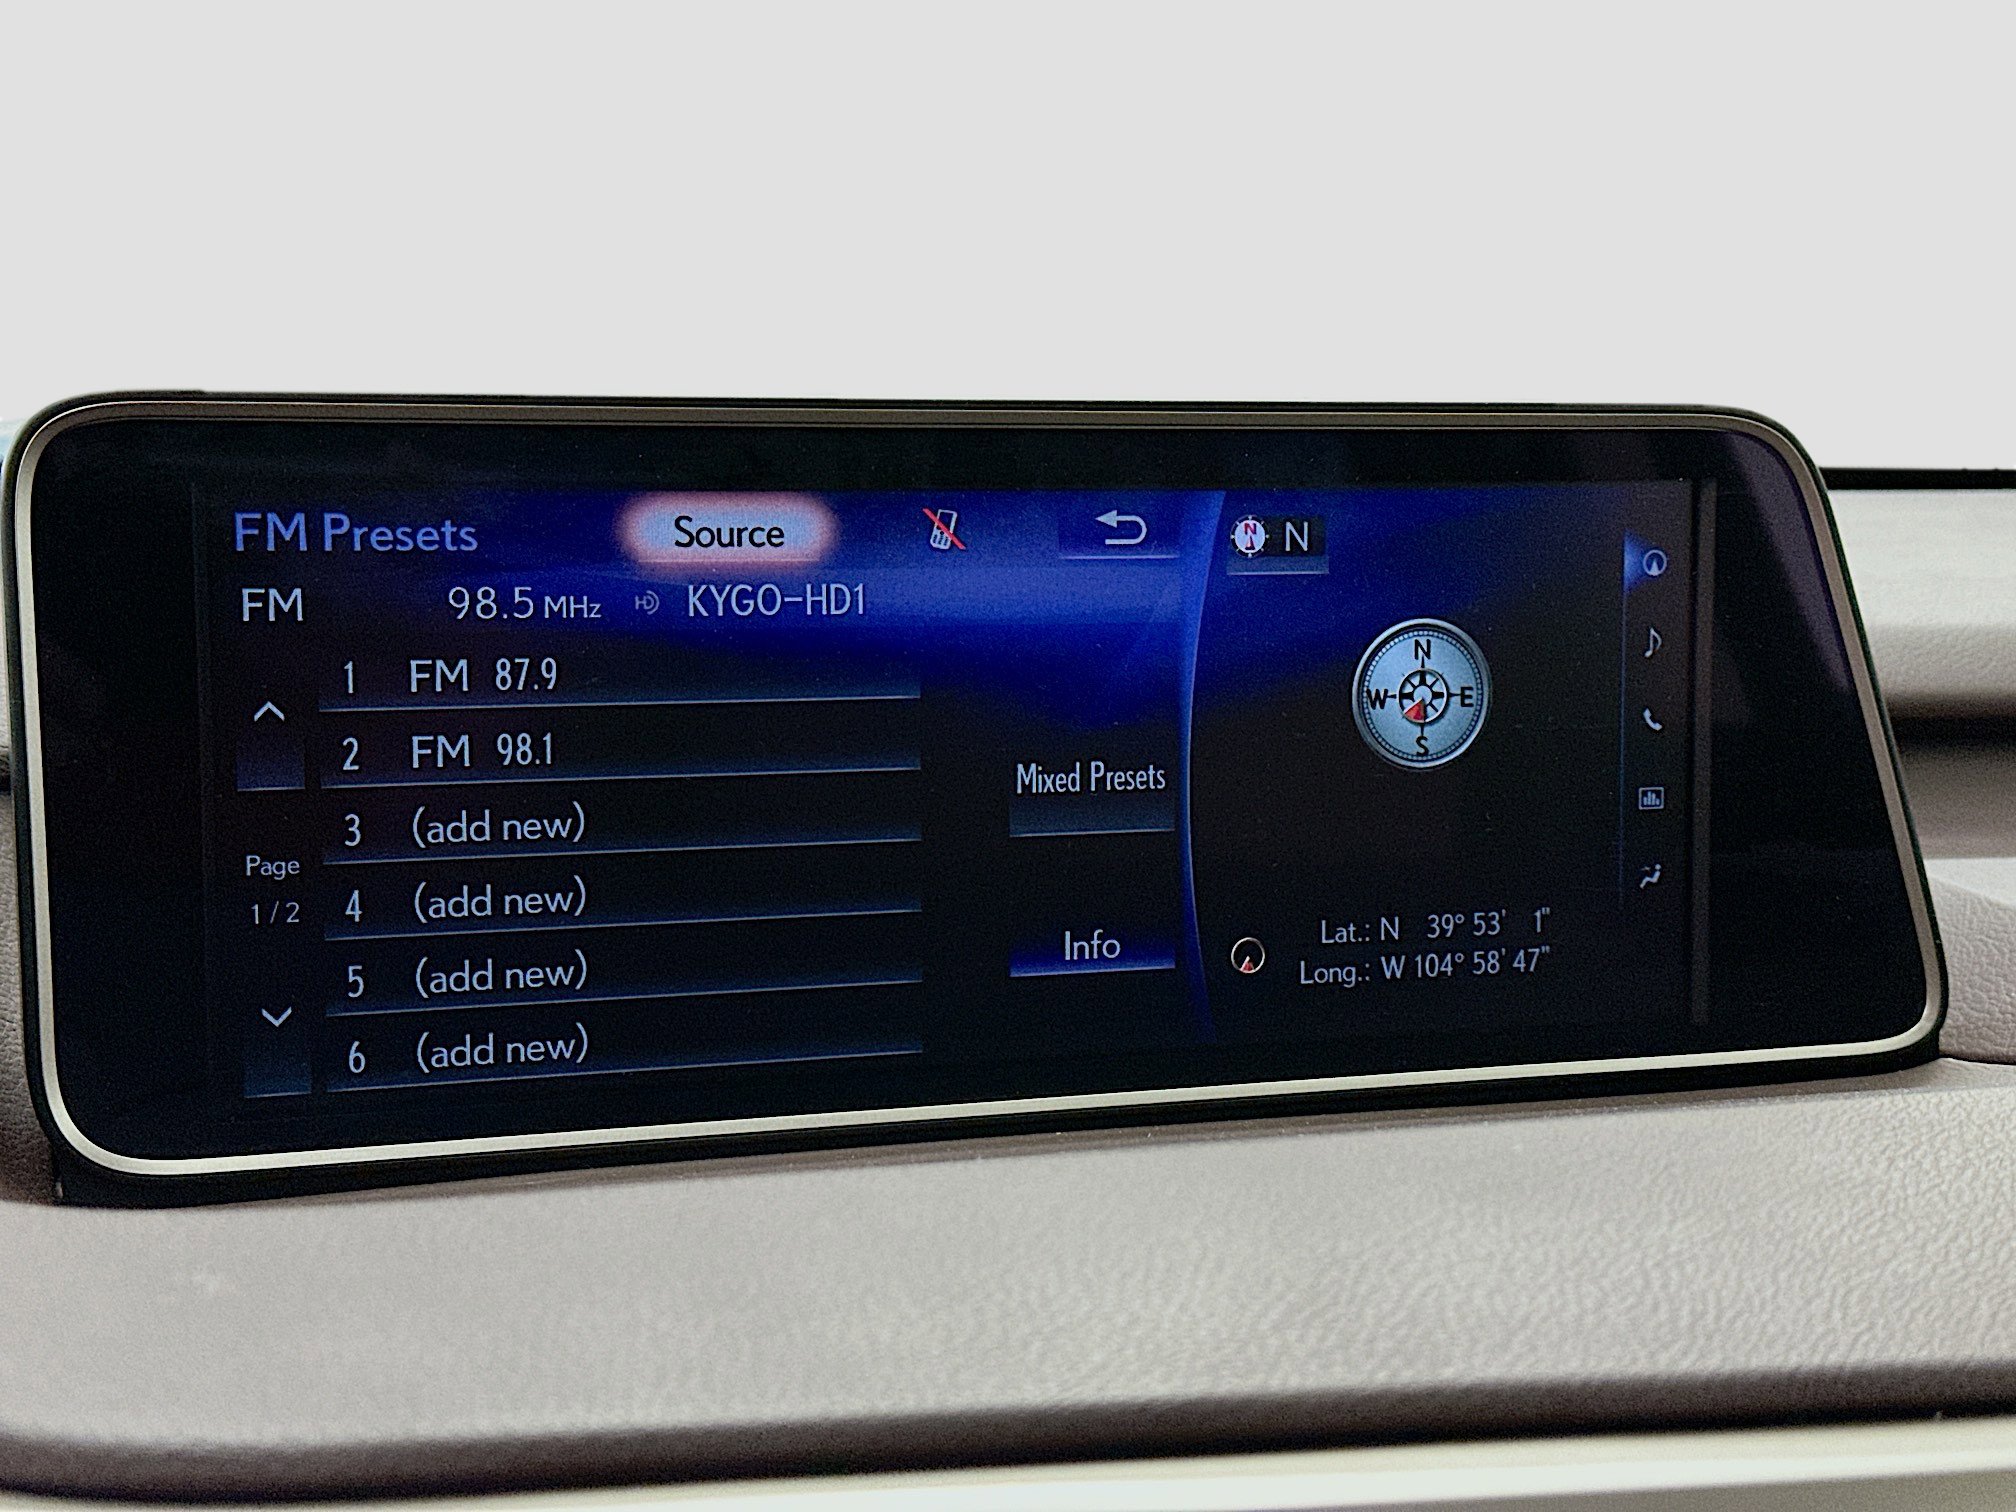 FM Presets Source N
FM 98.5 MHz HD KYGO-HD1
1 FM 87.9
2 FM 98.1
3 (add new)
4 (add new)
5 (add new)
6 (add new)
Page
1 / 2
Mixed Presets
Info
N
W E
S
Lat.: N 39° 53' 1"
Long.: W 104° 58' 47"